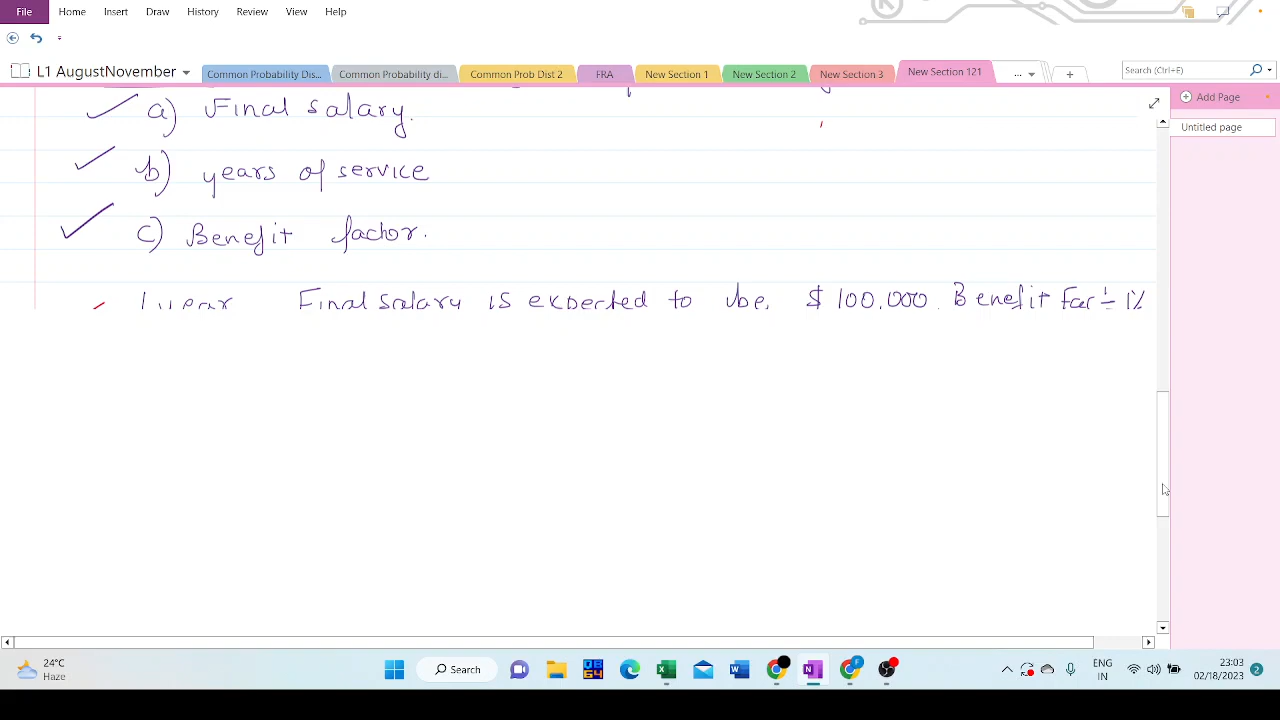 File Home Insert Draw History Review View Help
L1 AugustNovember Common Probability Dis... Common Probability di... Common Prob Dist 2 FRA New Section 1 New Section 2 New Section 3 New Section 121 ... + Search (Ctrl+E)
Add Page
Untitled page
a) Final salary.
b) years of service
c) Benefit factor.
1 year Final salary is expected to be $100,000. Benefit Fac = 1%
24°C
Haze
Search
ENG
IN
23:03
02/18/2023
2